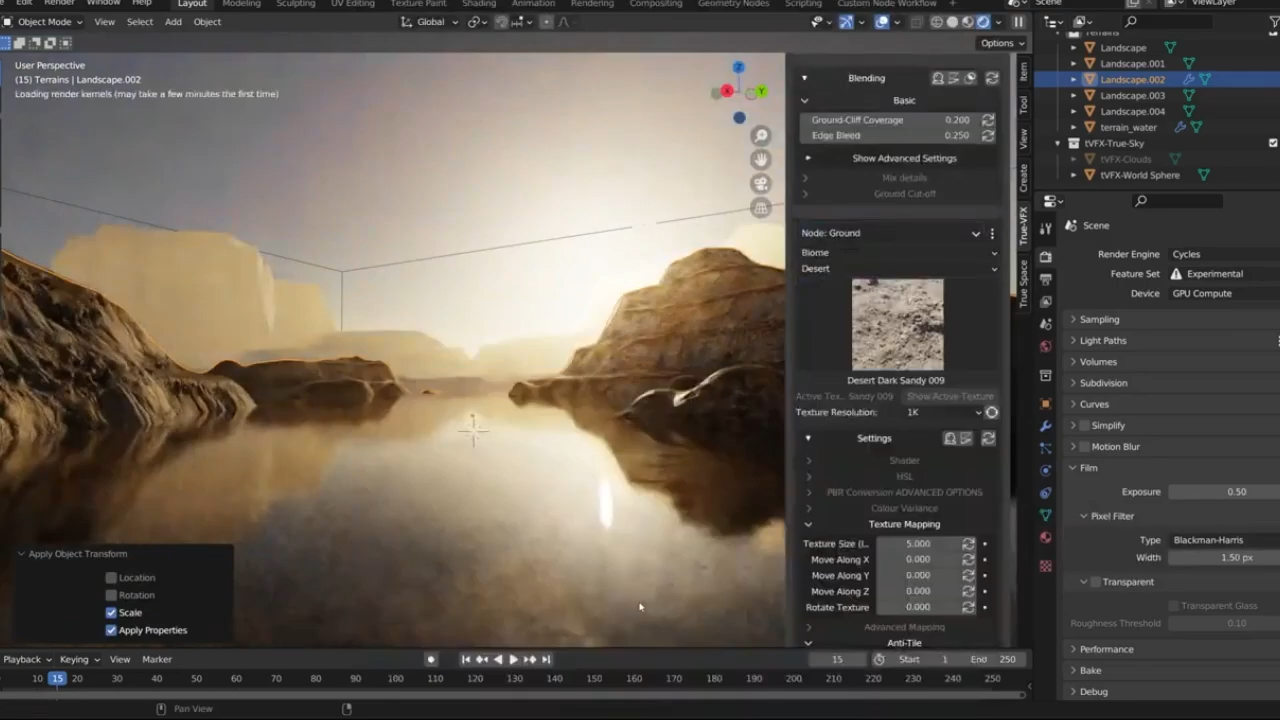 Edit Render Window Help Layout Modeling Sculpting UV Editing Texture Paint Shading Animation Rendering Compositing Geometry Nodes Scripting Custom Node Workflow Scene ViewLayer
Object Mode View Select Add Object Global
Options
User Perspective
(15) Terrains | Landscape.002
Loading render kernels (may take a few minutes the first time)
Z
X
Y
Apply Object Transform
Location
Rotation
Scale
Apply Properties
Blending
Basic
Ground-Cliff Coverage 0.200
Edge Bleed 0.250
Show Advanced Settings
Mix details
Ground Cut-off
Node: Ground
Biome
Desert
Desert Dark Sandy 009
Active Tex... Sandy 009 Show Active Texture
Texture Resolution: 1K
Settings
Shader
HSL
PBR Conversion ADVANCED OPTIONS
Colour Variance
Texture Mapping
Texture Size (I... 5.000
Move Along X 0.000
Move Along Y 0.000
Move Along Z 0.000
Rotate Texture 0.000
Advanced Mapping
Anti-Tile
Item
Tool
View
Create
True-VFX
True Space
Terrains
Landscape
Landscape.001
Landscape.002
Landscape.003
Landscape.004
terrain_water
tVFX-True-Sky
tVFX-Clouds
tVFX-World Sphere
Scene
Render Engine Cycles
Feature Set Experimental
Device GPU Compute
Sampling
Light Paths
Volumes
Subdivision
Curves
Simplify
Motion Blur
Film
Exposure 0.50
Pixel Filter
Type Blackman-Harris
Width 1.50 px
Transparent
Transparent Glass
Roughness Threshold 0.10
Performance
Bake
Debug
Playback Keying View Marker 15 Start 1 End 250
10 15 20 30 40 50 60 70 80 90 100 110 120 130 140 150 160 170 180 190 200 210 220 230 240 250
Pan View